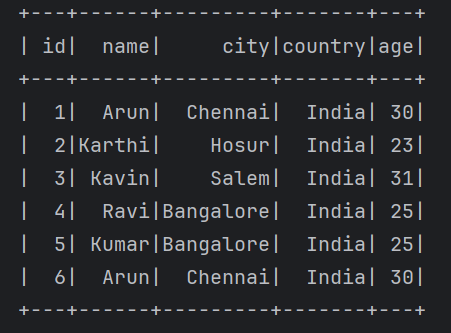 +---+------+---------+-------+---+
| id|  name|     city|country|age|
+---+------+---------+-------+---+
|  1|  Arun|  Chennai|  India| 30|
|  2|Karthi|    Hosur|  India| 23|
|  3| Kavin|    Salem|  India| 31|
|  4|  Ravi|Bangalore|  India| 25|
|  5| Kumar|Bangalore|  India| 25|
|  6|  Arun|  Chennai|  India| 30|
+---+------+---------+-------+---+